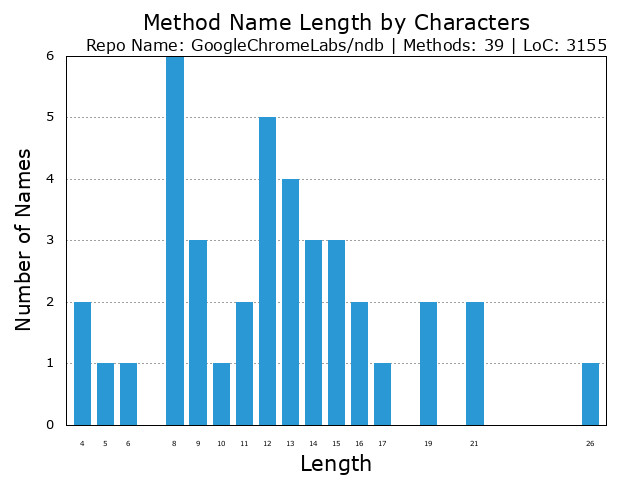 Method Name Length by Characters
Repo Name: GoogleChromeLabs/ndb | Methods: 39 | LoC: 3155
6
5
4
3
2
1
0
Number of Names
4 5 6 8 9 10 11 12 13 14 15 16 17 19 21 26
Length